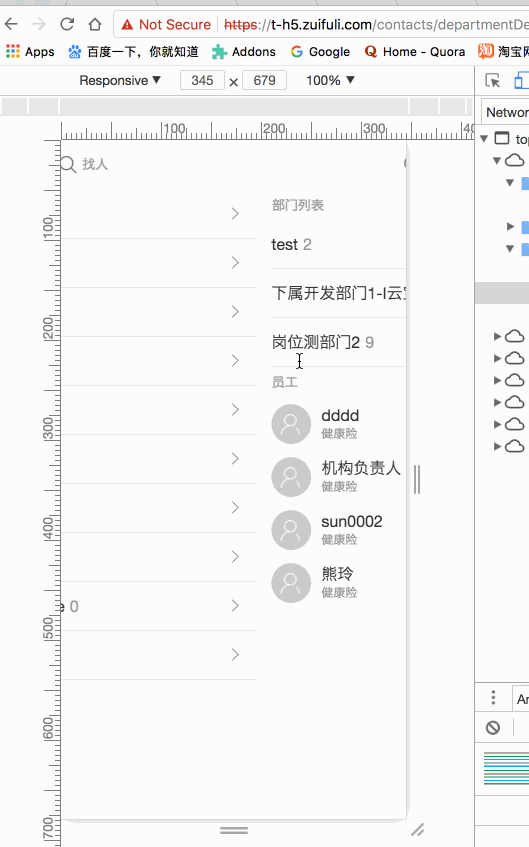 Not Secure https://t-h5.zuifuli.com/contacts/departmentDe
Apps 百度一下，你就知道 Addons Google Home - Quora 淘宝网
Responsive ▼ 345 × 679 100% ▼
Networ
100 200 300 40
top
找人
部门列表
test 2
下属开发部门1-I云
岗位测部门2 9
员工
dddd
健康险
机构负责人
健康险
sun0002
健康险
熊玲
健康险
e 0
100
200
300
400
500
600
700
An